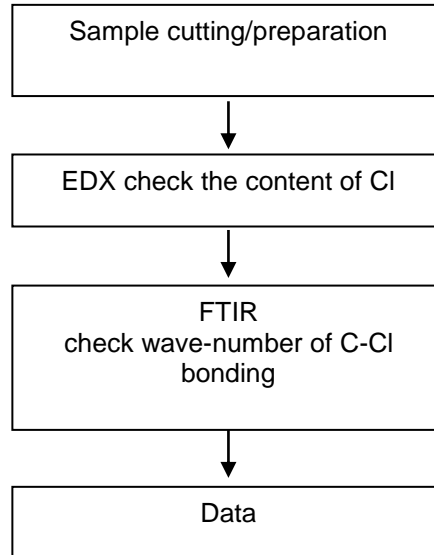 Sample cutting/preparation
EDX check the content of Cl
FTIR
check wave-number of C-Cl
bonding
Data